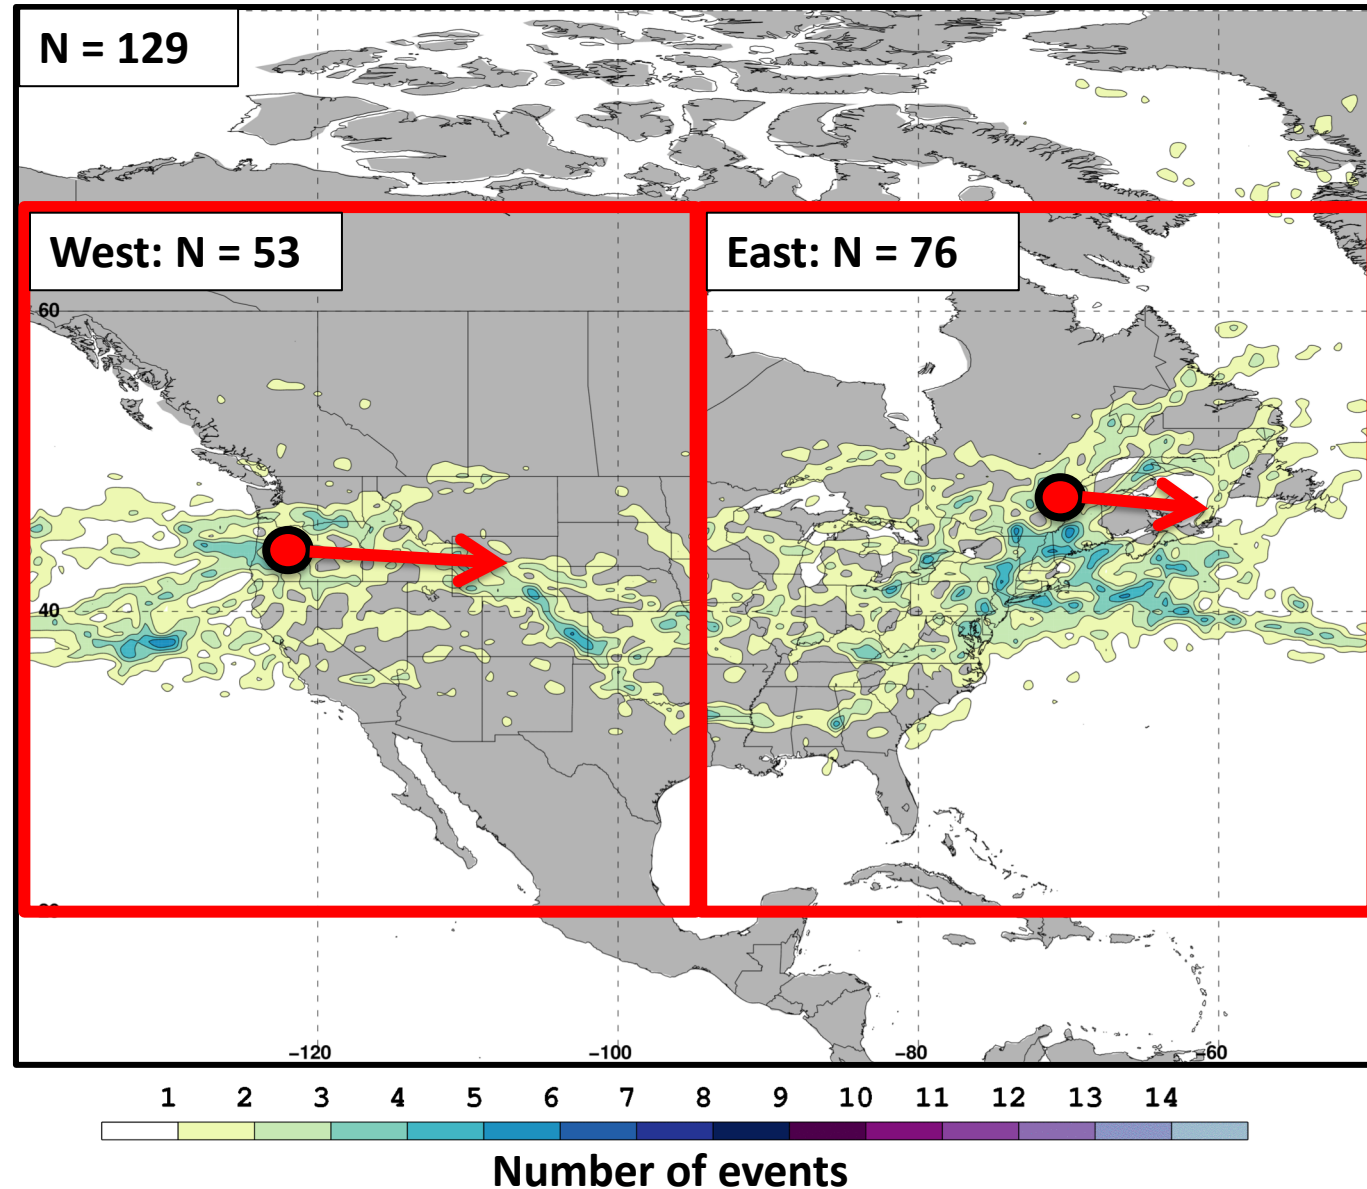 N = 129
West: N = 53
East: N = 76
60
40
-120 -100 -80 -60
1 2 3 4 5 6 7 8 9 10 11 12 13 14
Number of events